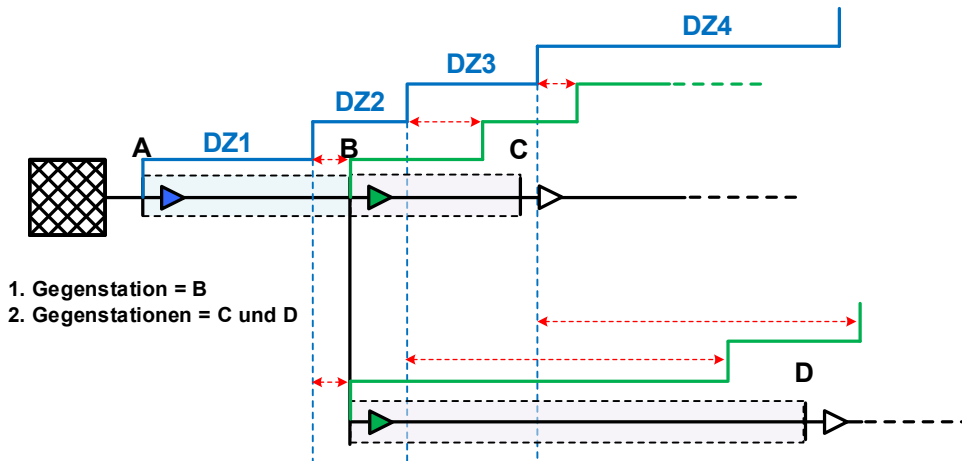 DZ4
DZ3
DZ2
A DZ1 B C
1. Gegenstation = B
2. Gegenstationen = C und D
D